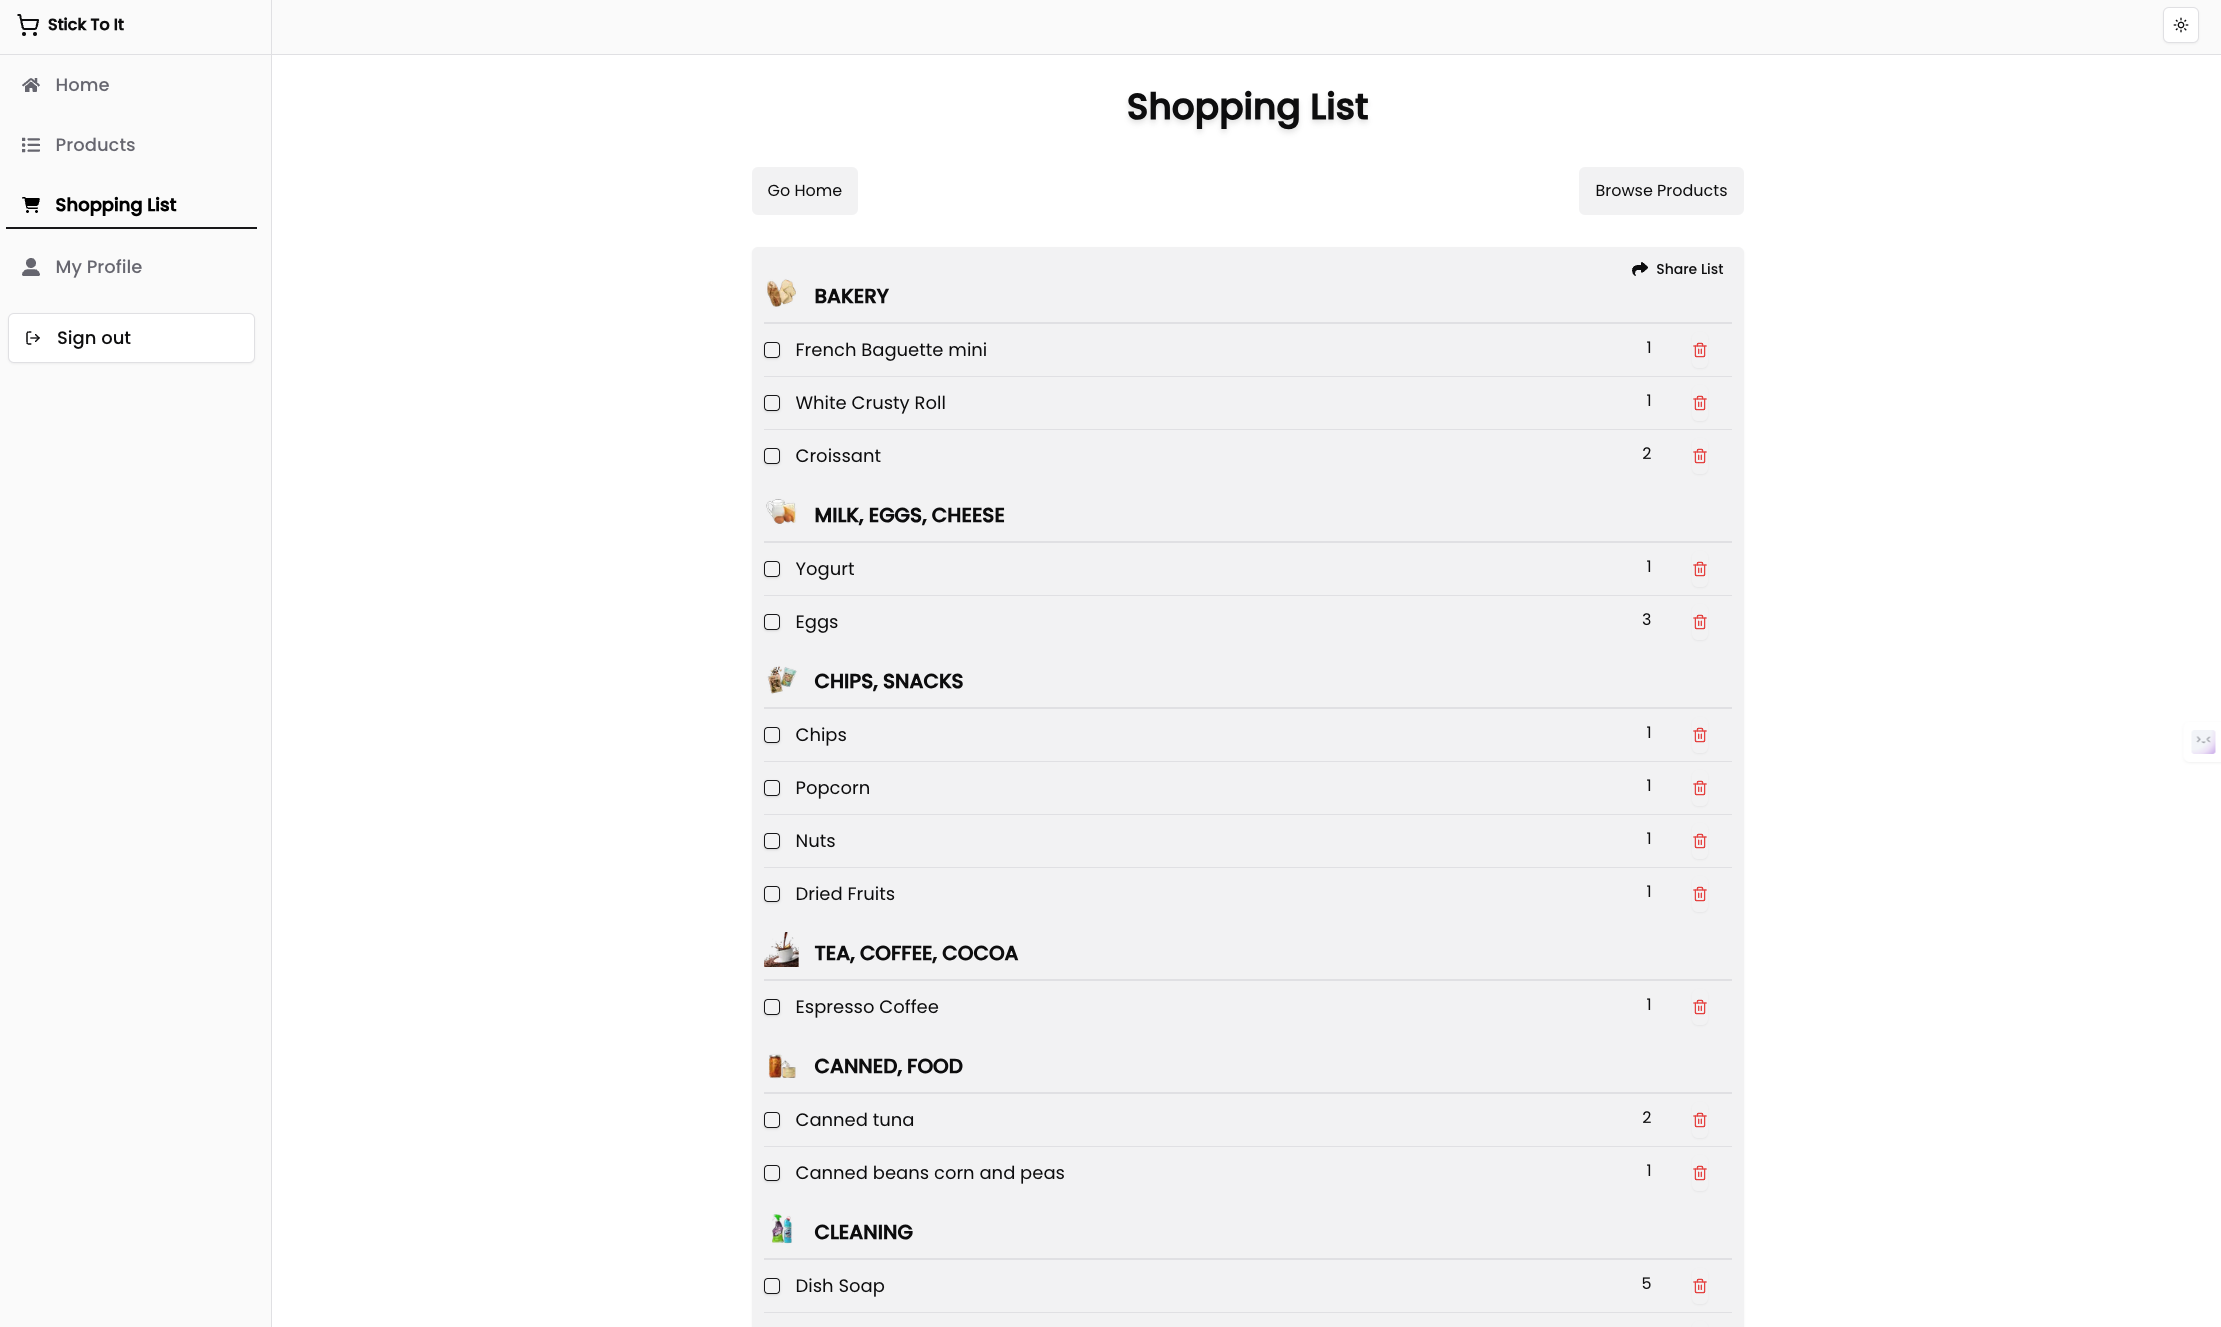 Stick To It
Home
Products
Shopping List
My Profile
Sign out
Shopping List
Go Home
Browse Products
Share List
BAKERY
French Baguette mini 1
White Crusty Roll 1
Croissant 2
MILK, EGGS, CHEESE
Yogurt 1
Eggs 3
CHIPS, SNACKS
Chips 1
Popcorn 1
Nuts 1
Dried Fruits 1
TEA, COFFEE, COCOA
Espresso Coffee 1
CANNED, FOOD
Canned tuna 2
Canned beans corn and peas 1
CLEANING
Dish Soap 5